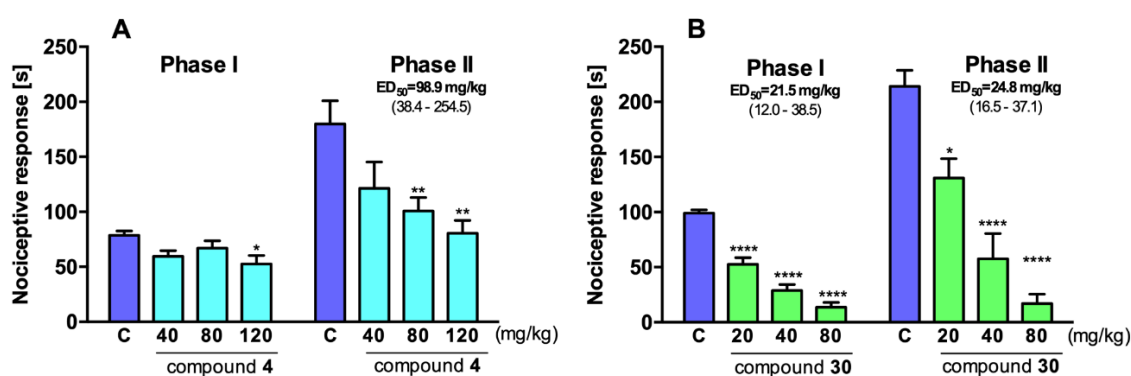 A
Nociceptive response [s]
250
200
150
100
50
0
Phase I
Phase II
ED50=98.9 mg/kg
(38.4 - 254.5)
*
**
**
C 40 80 120 C 40 80 120 (mg/kg)
compound 4 compound 4
B
Nociceptive response [s]
250
200
150
100
50
0
Phase I
ED50=21.5 mg/kg
(12.0 - 38.5)
Phase II
ED50=24.8 mg/kg
(16.5 - 37.1)
****
****
****
*
****
****
C 20 40 80 C 20 40 80 (mg/kg)
compound 30 compound 30